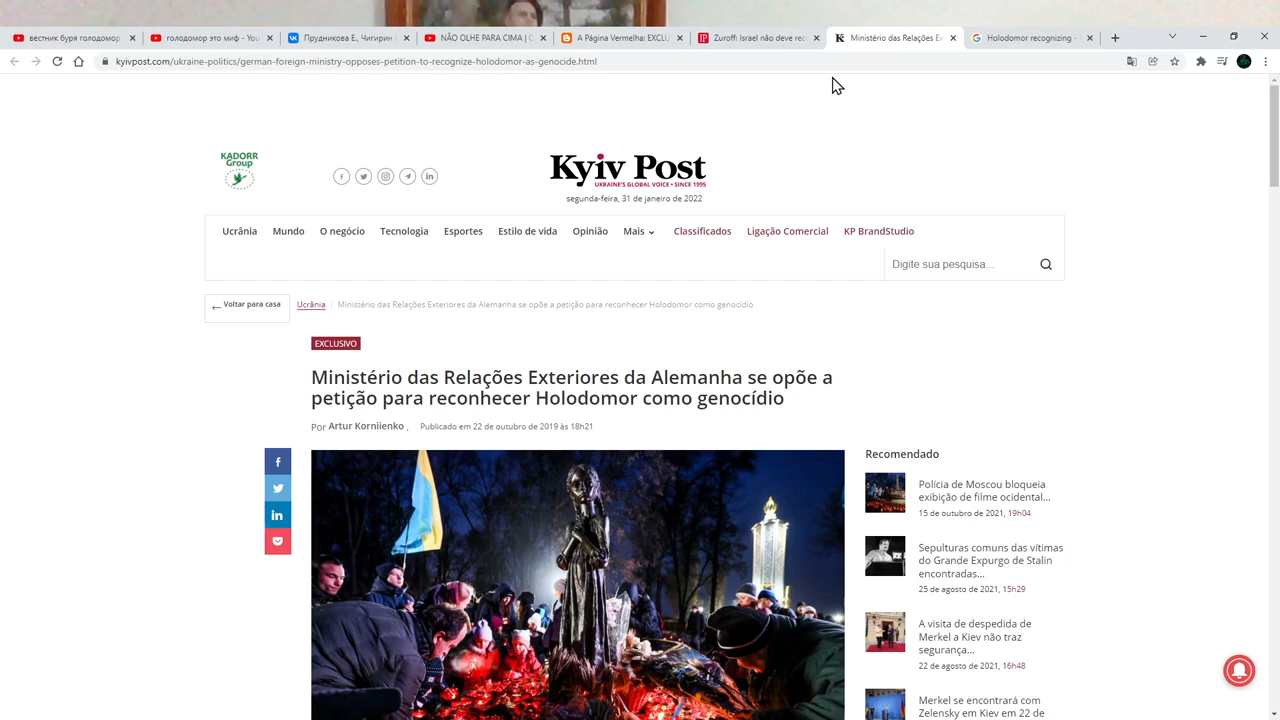 вестник буря голодомор
голодомор это миф - You
Прудникова Е., Чигирин К
NÃO OLHE PARA CIMA | C
A Página Vermelha: EXCLU
Zuroff: Israel não deve rec
Ministério das Relações Ex
Holodomor recognizing -
kyivpost.com/ukraine-politics/german-foreign-ministry-opposes-petition-to-recognize-holodomor-as-genocide.html
KADORR
Group
Kyiv Post
UKRAINE'S GLOBAL VOICE • SINCE 1995
segunda-feira, 31 de janeiro de 2022
Ucrânia Mundo O negócio Tecnologia Esportes Estilo de vida Opinião Mais Classificados Ligação Comercial KP BrandStudio
Digite sua pesquisa...
← Voltar para casa
Ucrânia | Ministério das Relações Exteriores da Alemanha se opõe a petição para reconhecer Holodomor como genocídio
EXCLUSIVO
Ministério das Relações Exteriores da Alemanha se opõe a
petição para reconhecer Holodomor como genocídio
Por Artur Korniienko . Publicado em 22 de outubro de 2019 às 18h21
Recomendado
Polícia de Moscou bloqueia
exibição de filme ocidental...
15 de outubro de 2021, 19h04
Sepulturas comuns das vítimas
do Grande Expurgo de Stalin
encontradas...
25 de agosto de 2021, 15h29
A visita de despedida de
Merkel a Kiev não traz
segurança...
22 de agosto de 2021, 16h48
Merkel se encontrará com
Zelensky em Kiev em 22 de